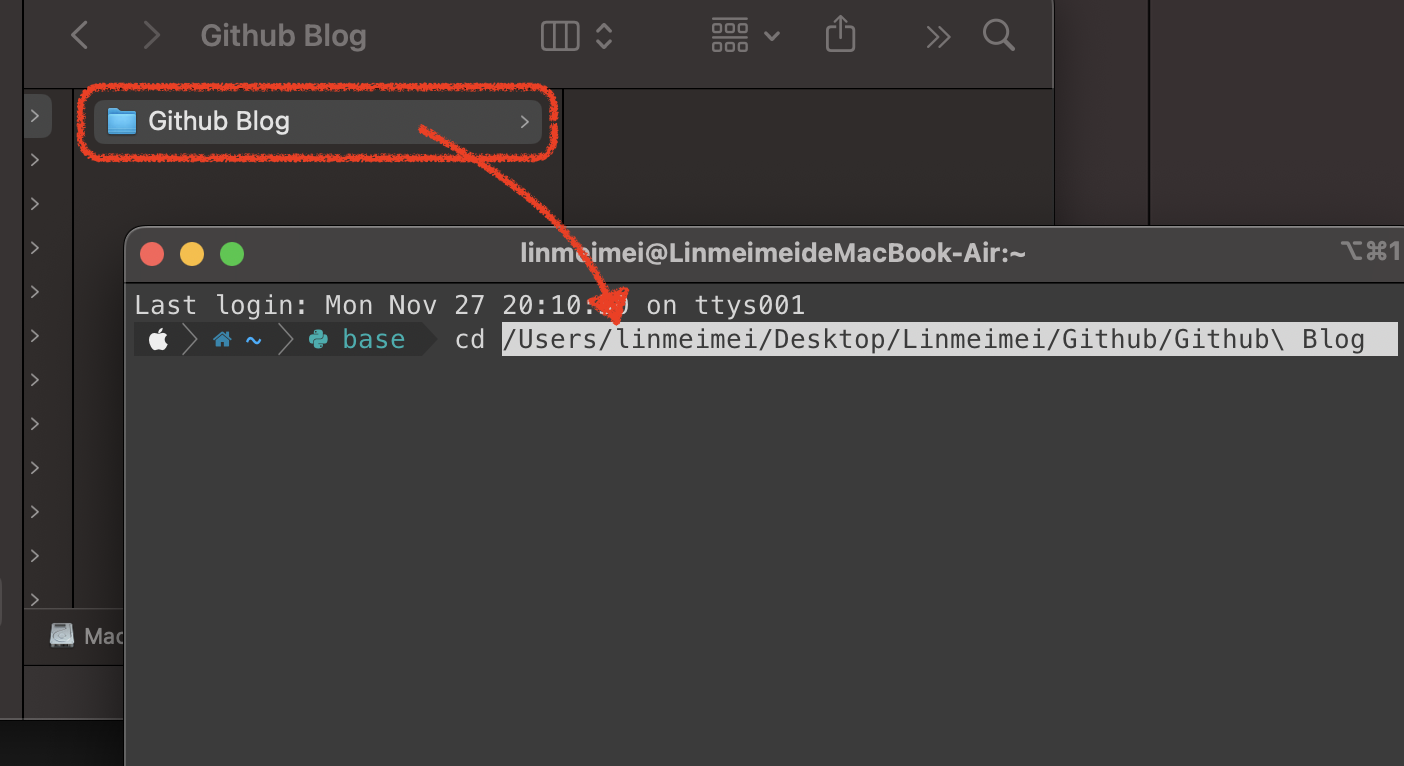 Github Blog
Github Blog
linmeimei@LinmeimeideMacBook-Air:~
⌥⌘1
Last login: Mon Nov 27 20:10: on ttys001
~ base cd /Users/linmeimei/Desktop/Linmeimei/Github/Github\ Blog
Mac